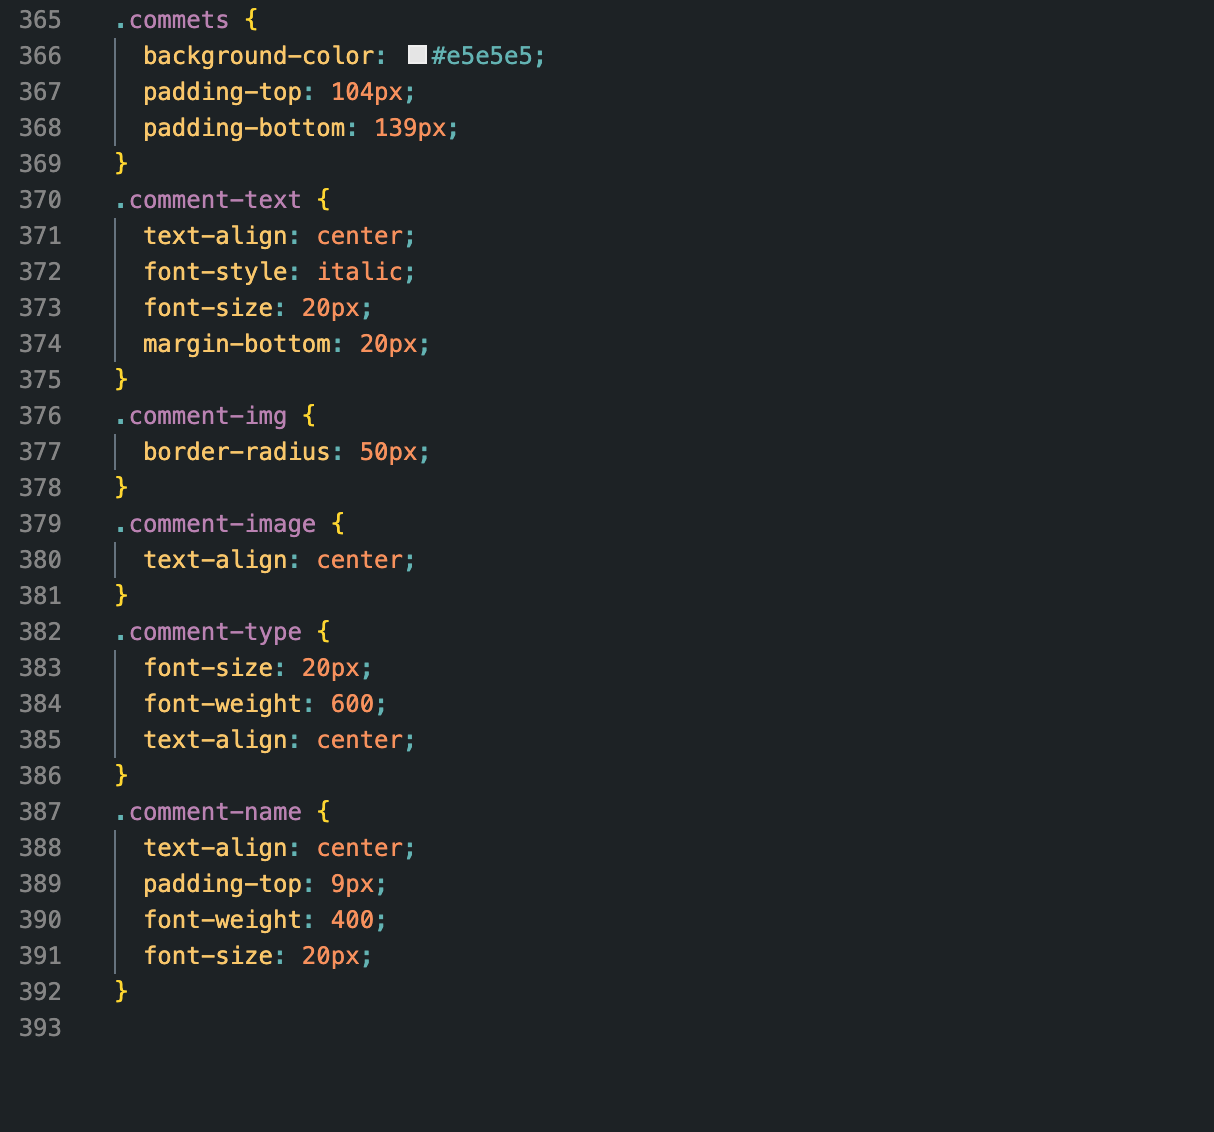 365 .commets {
366 background-color: #e5e5e5;
367 padding-top: 104px;
368 padding-bottom: 139px;
369 }
370 .comment-text {
371 text-align: center;
372 font-style: italic;
373 font-size: 20px;
374 margin-bottom: 20px;
375 }
376 .comment-img {
377 border-radius: 50px;
378 }
379 .comment-image {
380 text-align: center;
381 }
382 .comment-type {
383 font-size: 20px;
384 font-weight: 600;
385 text-align: center;
386 }
387 .comment-name {
388 text-align: center;
389 padding-top: 9px;
390 font-weight: 400;
391 font-size: 20px;
392 }
393